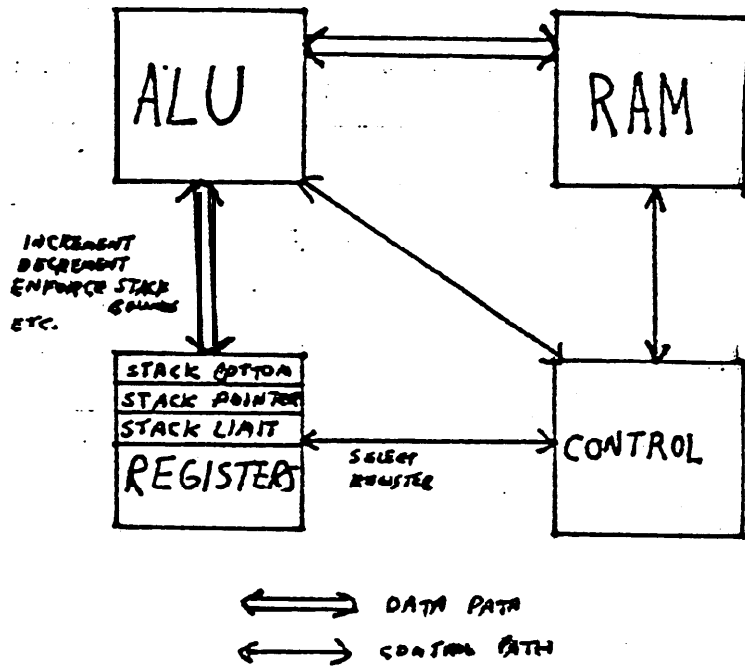 ALU
RAM
INCREMENT
DECREMENT
ENFORCE STACK
BOUNDS
ETC.
STACK BOTTOM
STACK POINTER
STACK LIMIT
REGISTERS
SELECT
REGISTER
CONTROL
DATA PATH
CONTROL PATH